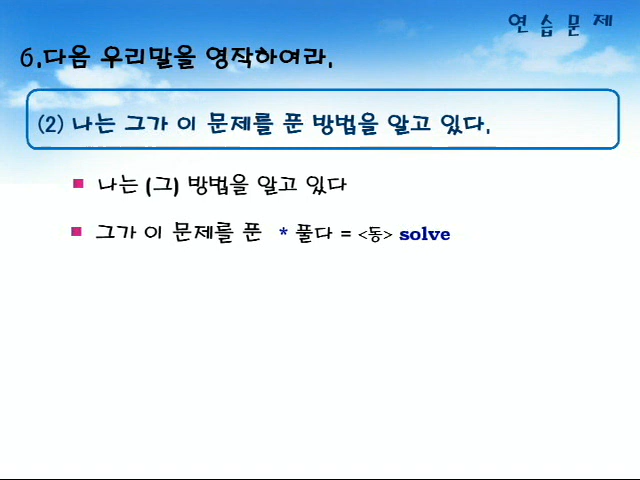 연 습 문 제
6.다음 우리말을 영작하여라.
(2) 나는 그가 이 문제를 푼 방법을 알고 있다.
■ 나는 (그) 방법을 알고 있다
■ 그가 이 문제를 푼 * 풀다 = <동> solve